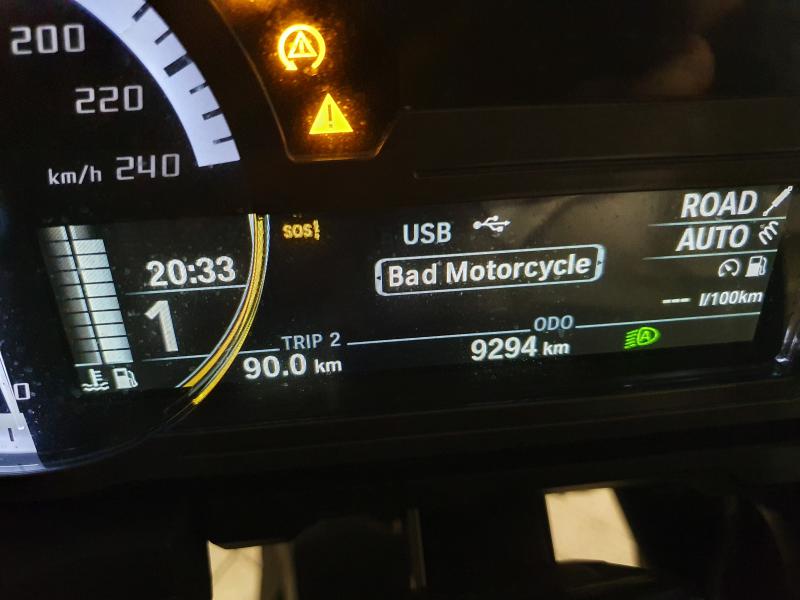 200
220
km/h 240
ROAD
sos!
USB
AUTO
20:33
Bad Motorcycle
--- l/100km
1
TRIP 2
ODO
90.0 km
9294 km
A
0